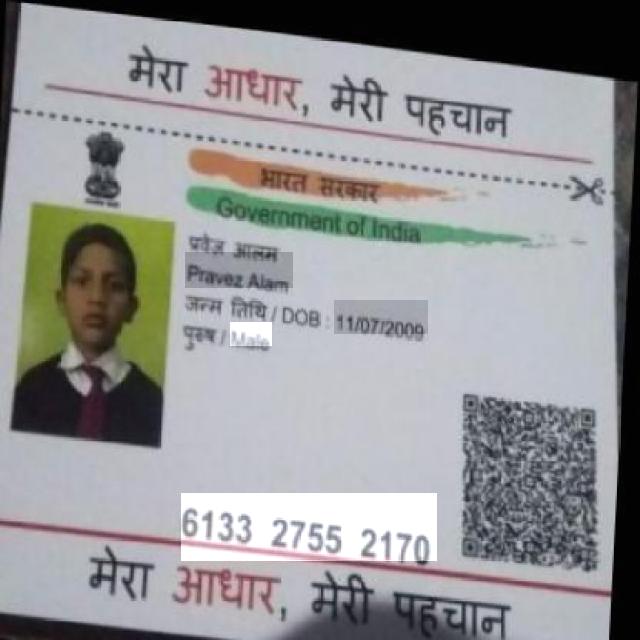 मेरा आधार, मेरी पहचान
भारत सरकार
Government of India
प्रवेज आलम
Pravez Alam
जन्म तिथि / DOB : 11/07/2009
पुरुष / Male
6133 2755 2170
मेरा आधार, मेरी पहचान